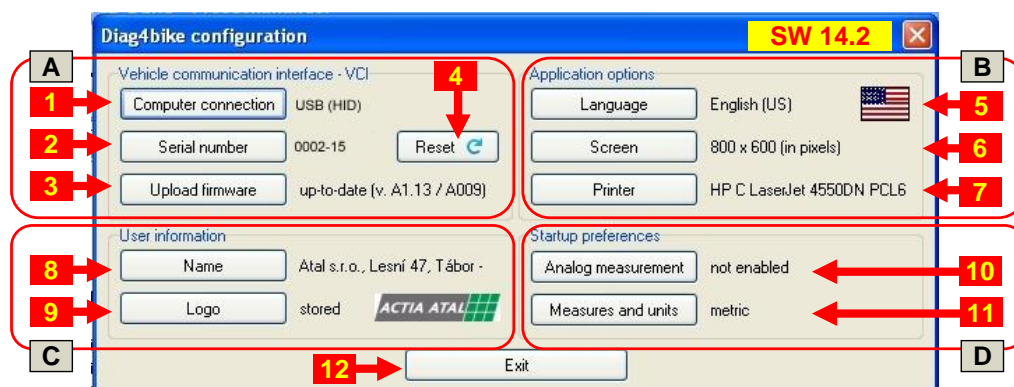 Diag4bike configuration SW 14.2
A Vehicle communication interface - VCI 4 Application options B
1 Computer connection USB (HID) Language English (US) 5
2 Serial number 0002-15 Reset Screen 800 x 600 (in pixels) 6
3 Upload firmware up-to-date (v. A1.13 / A009) Printer HP C LaserJet 4550DN PCL6 7
User information Startup preferences
8 Name Atal s.r.o., Lesní 47, Tábor - Analog measurement not enabled 10
9 Logo stored ACTIA ATAL Measures and units metric 11
C 12 Exit D